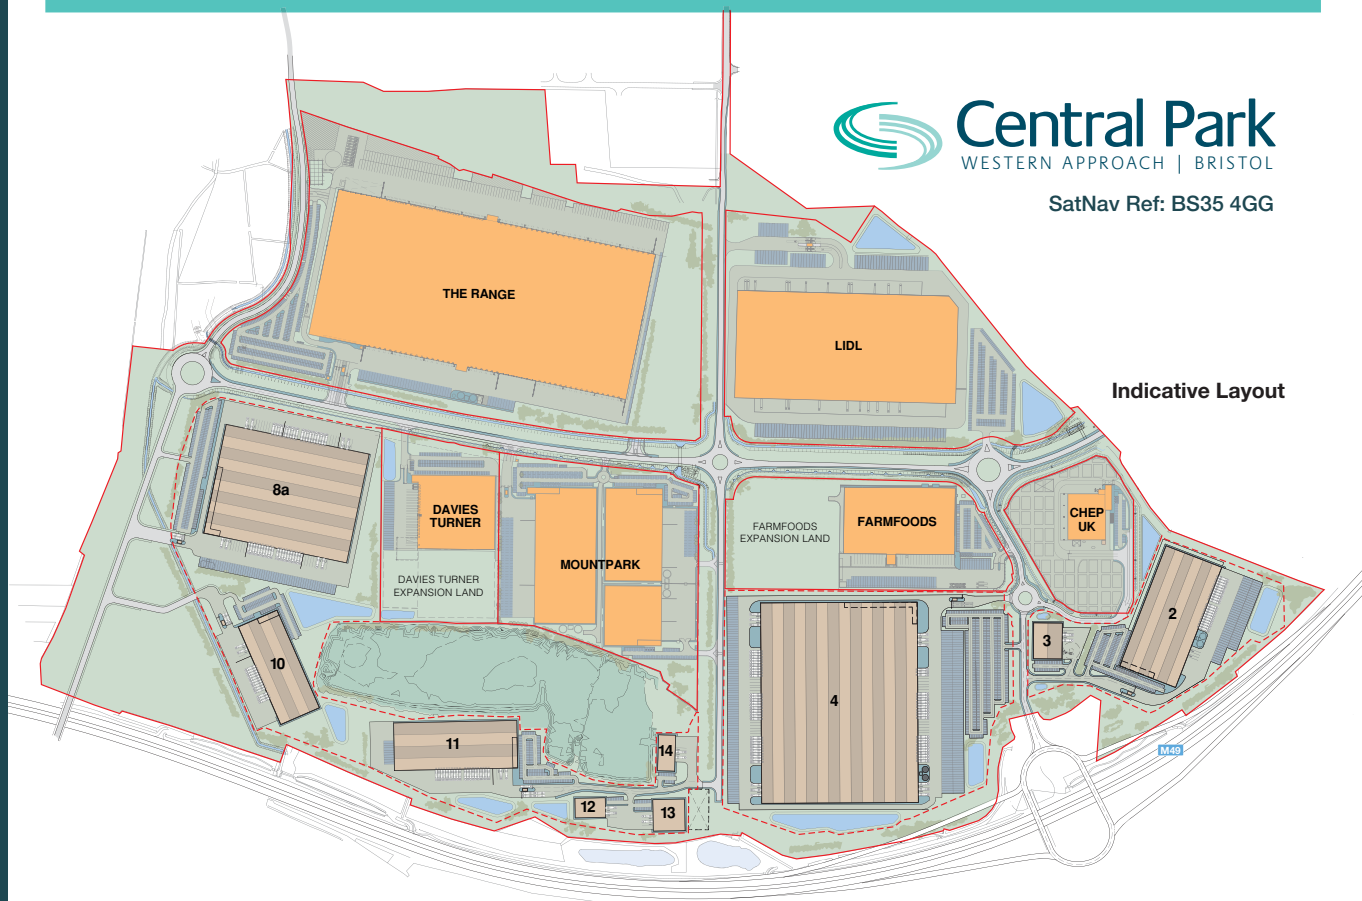 Central Park
WESTERN APPROACH | BRISTOL
SatNav Ref: BS35 4GG
THE RANGE
LIDL
Indicative Layout
8a
DAVIES
TURNER
MOUNTPARK
FARMFOODS
EXPANSION LAND
FARMFOODS
CHEP
UK
DAVIES TURNER
EXPANSION LAND
2
3
10
4
11
14
M49
12
13